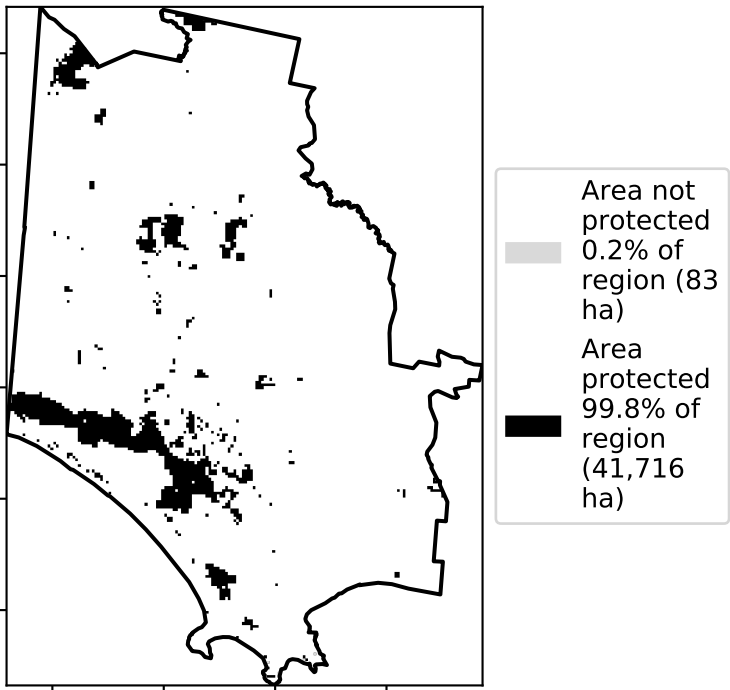 Area not
protected
0.2% of
region (83
ha)
Area
protected
99.8% of
region
(41,716
ha)